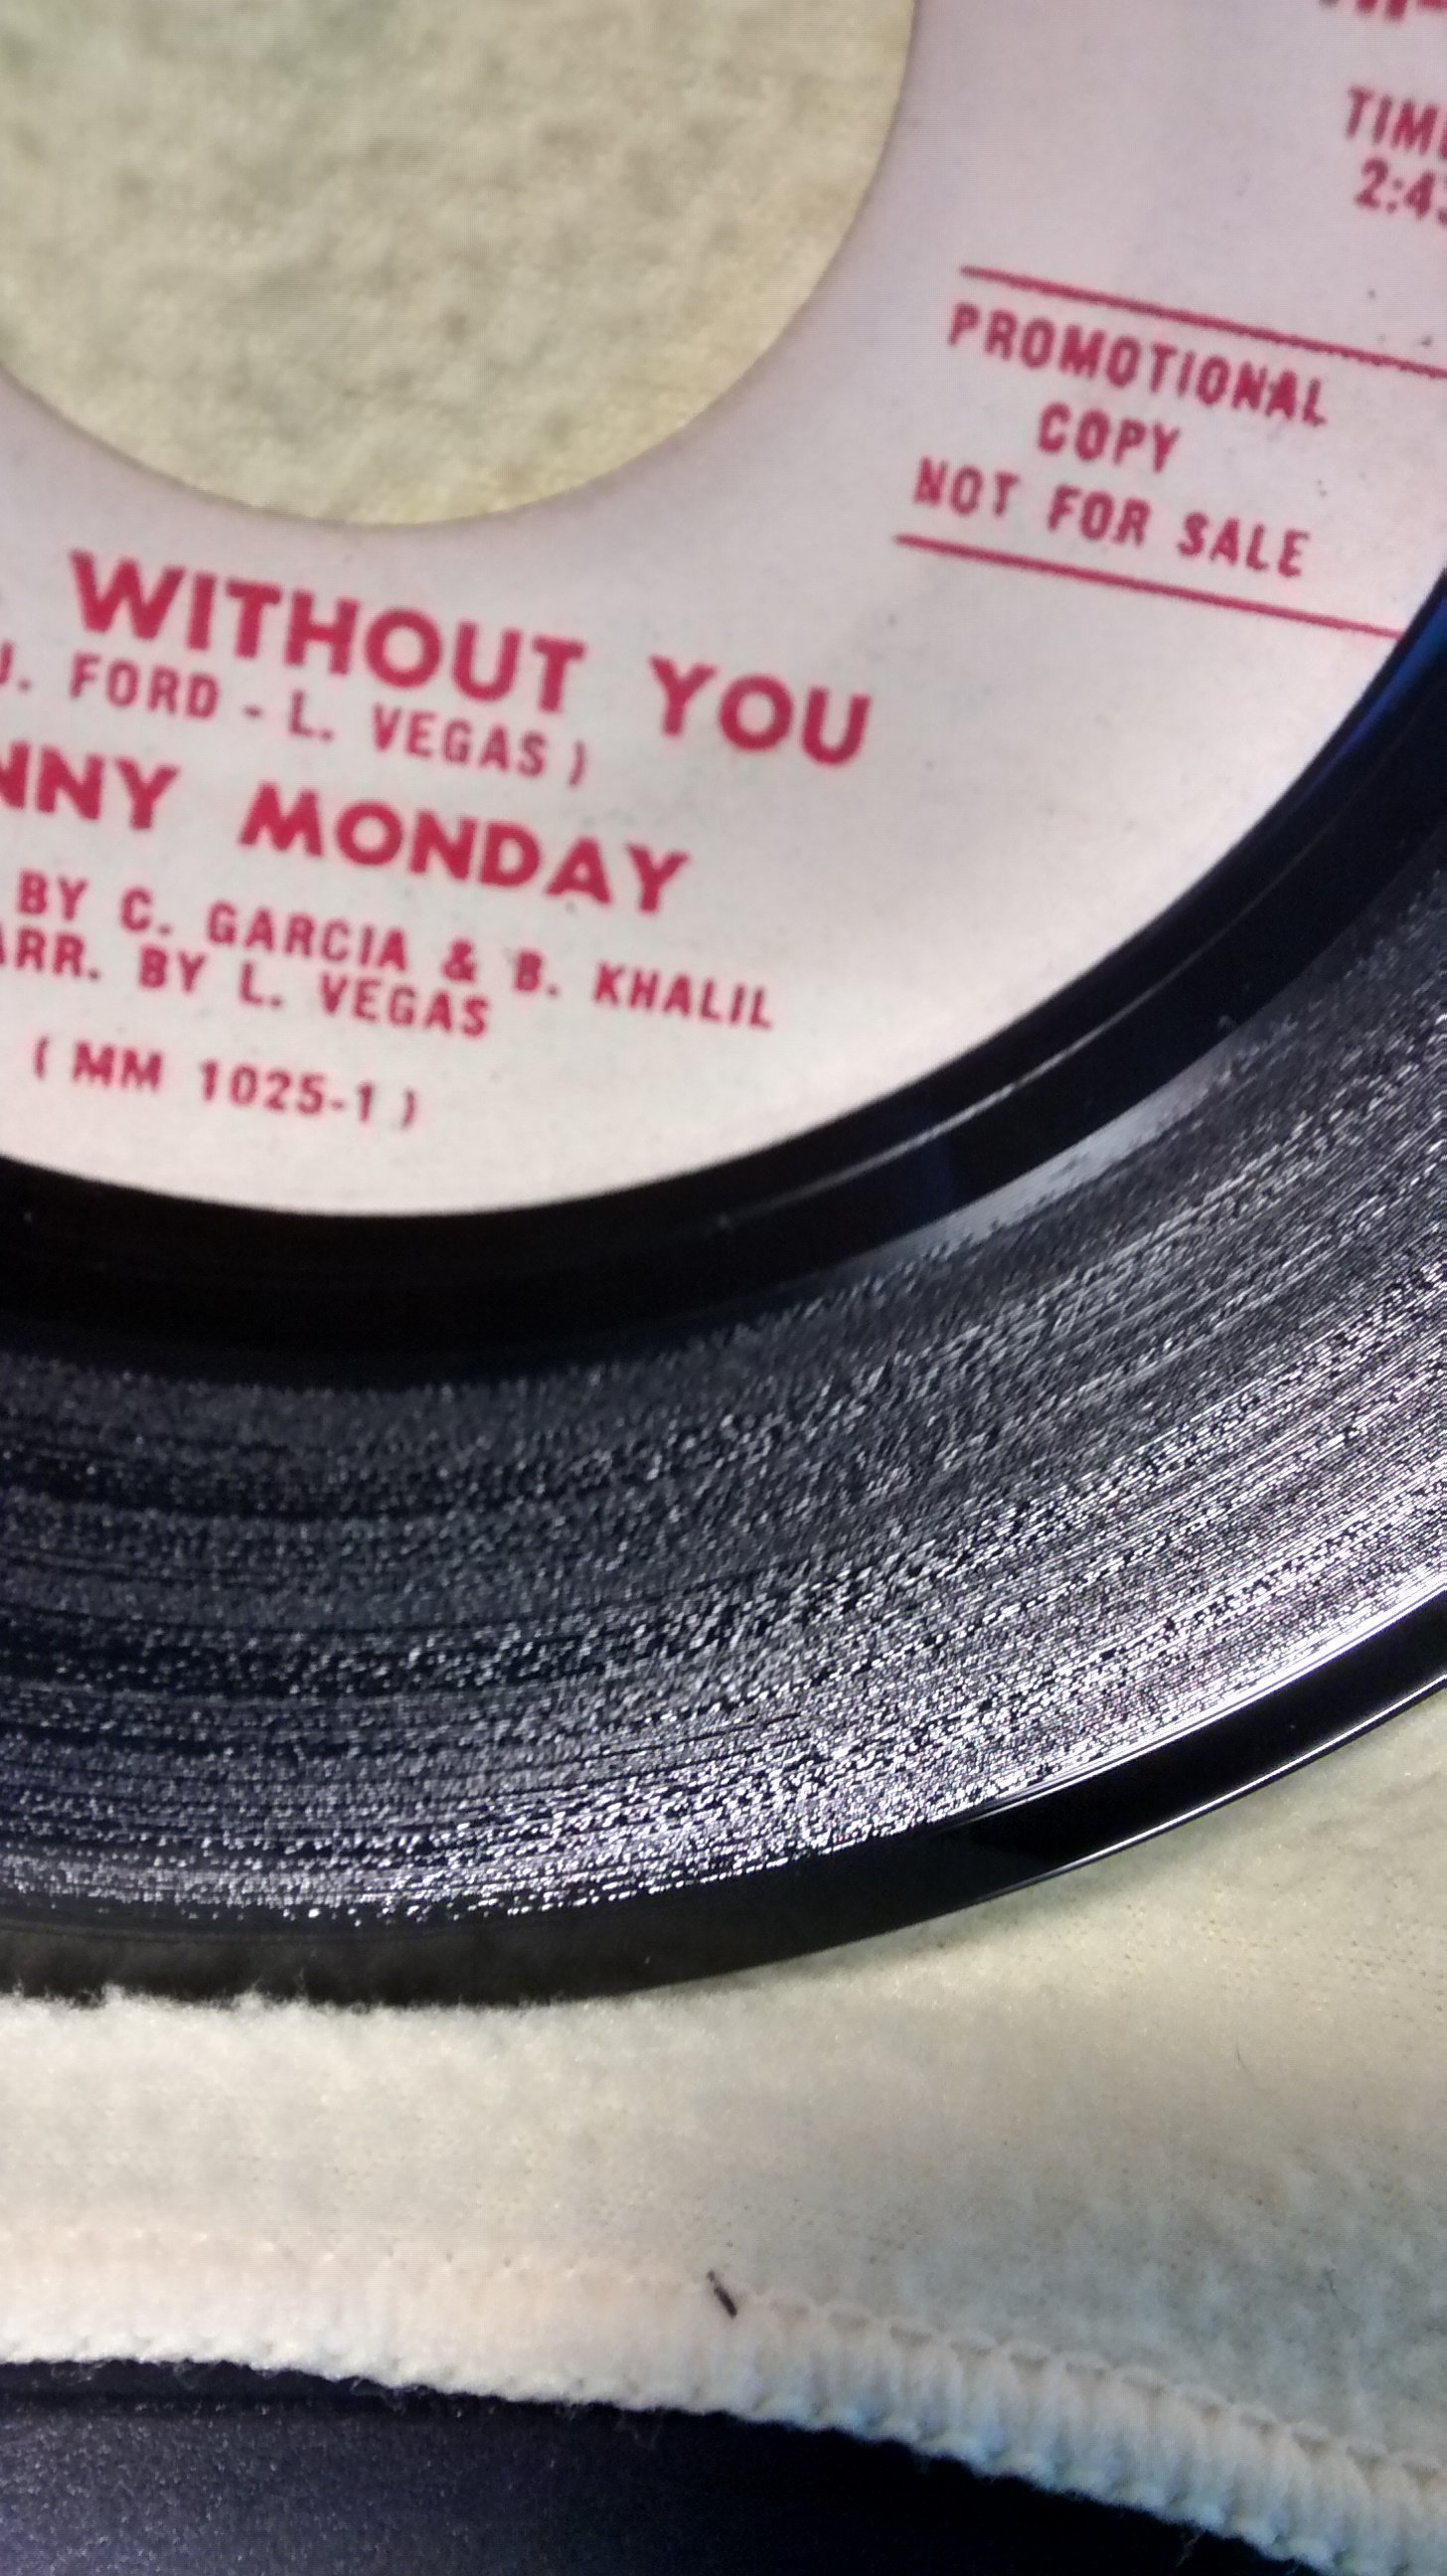 PROMOTIONAL
COPY
NOT FOR SALE
WITHOUT YOU
J. FORD - L. VEGAS )
NNY MONDAY
BY C. GARCIA & B. KHALIL
ARR. BY L. VEGAS
( MM 1025-1 )